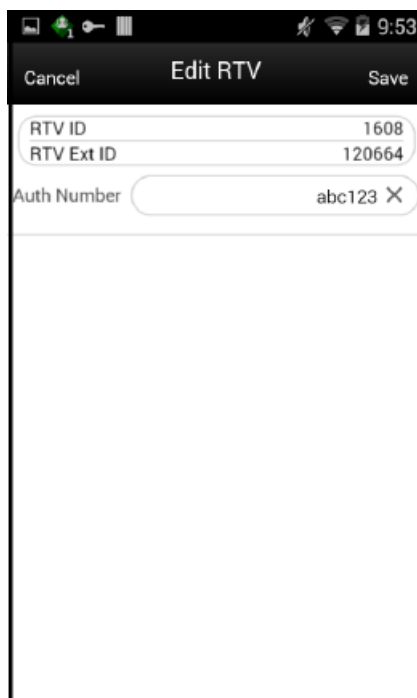 9:53
Cancel Edit RTV Save
RTV ID 1608
RTV Ext ID 120664
Auth Number abc123